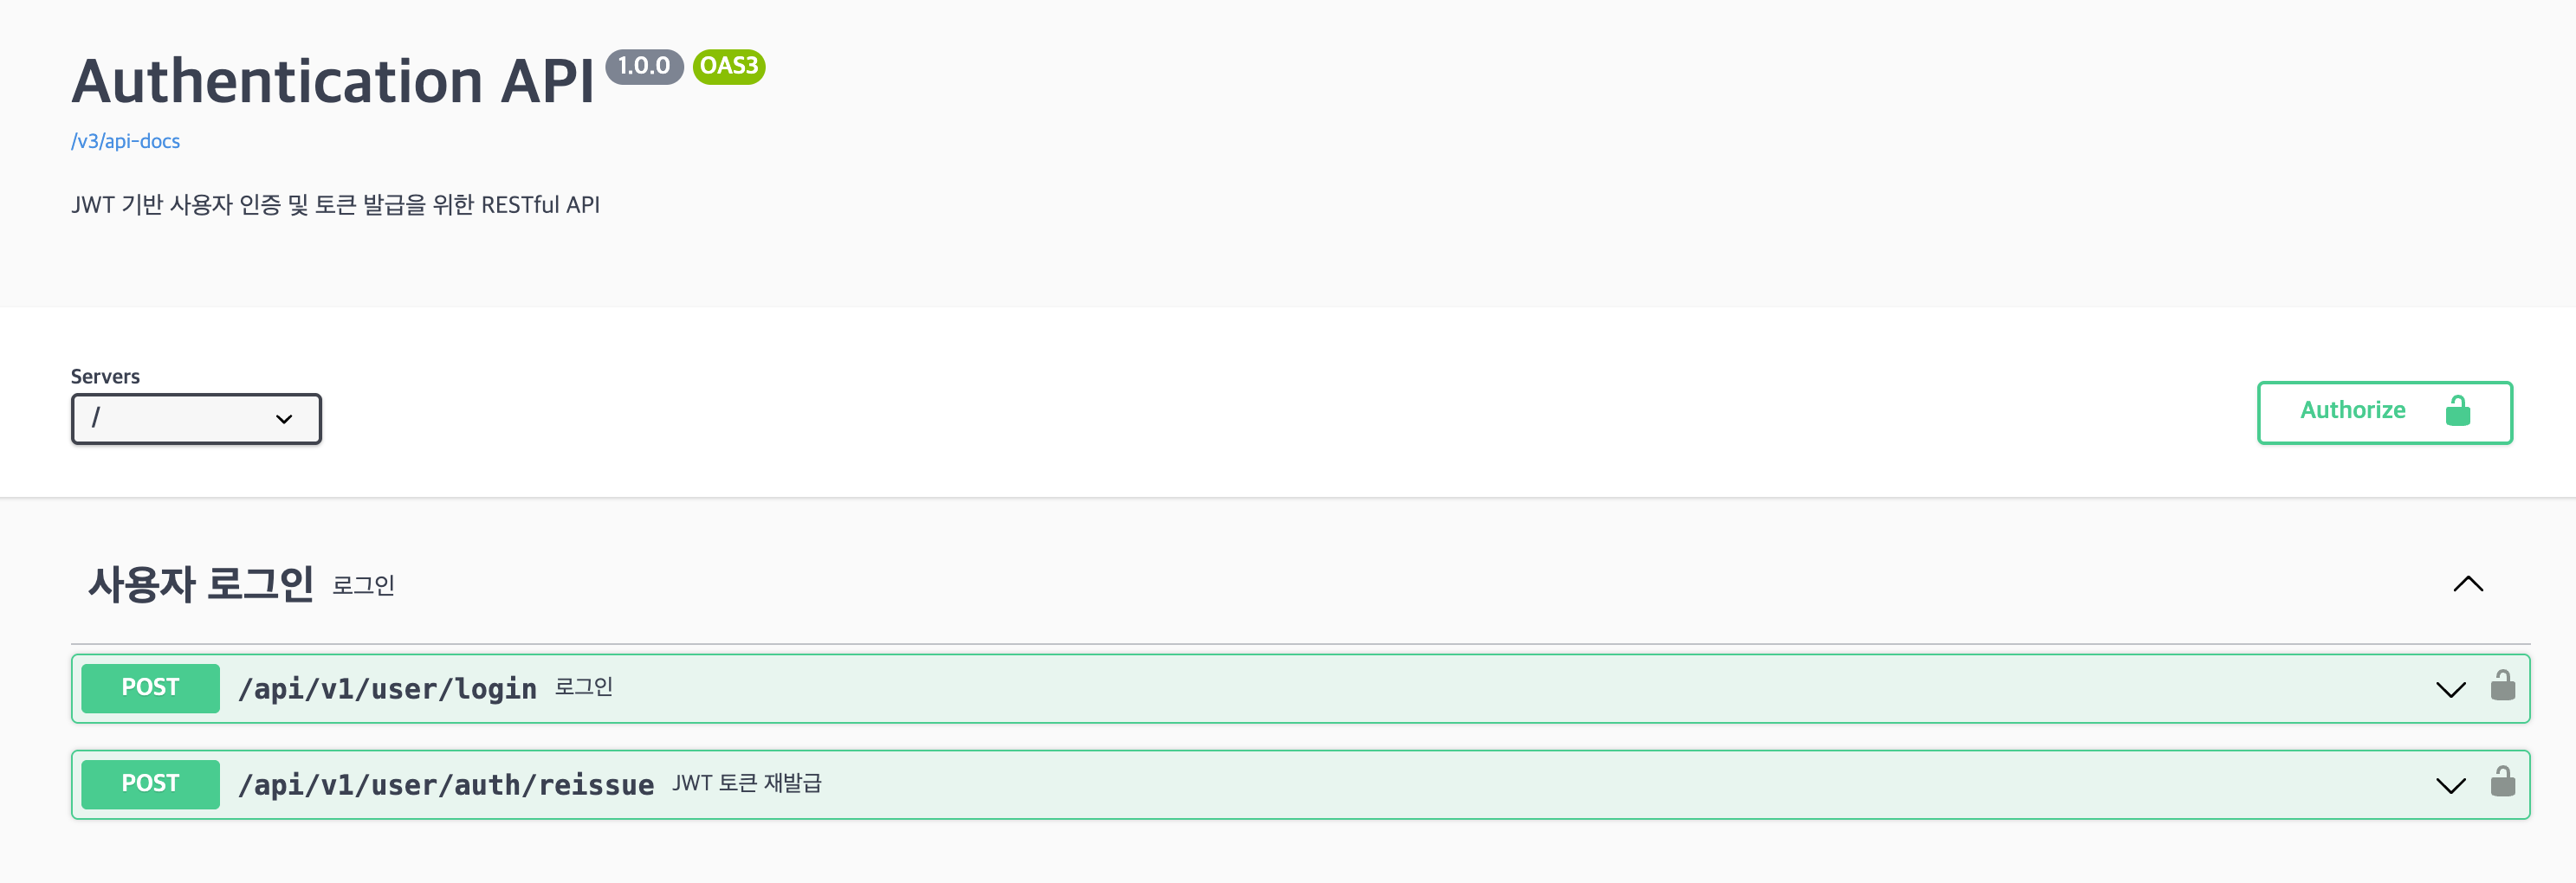 Authentication API 1.0.0 OAS3
/v3/api-docs
JWT 기반 사용자 인증 및 토큰 발급을 위한 RESTful API
Servers
/
Authorize
사용자 로그인 로그인
POST /api/v1/user/login 로그인
POST /api/v1/user/auth/reissue JWT 토큰 재발급